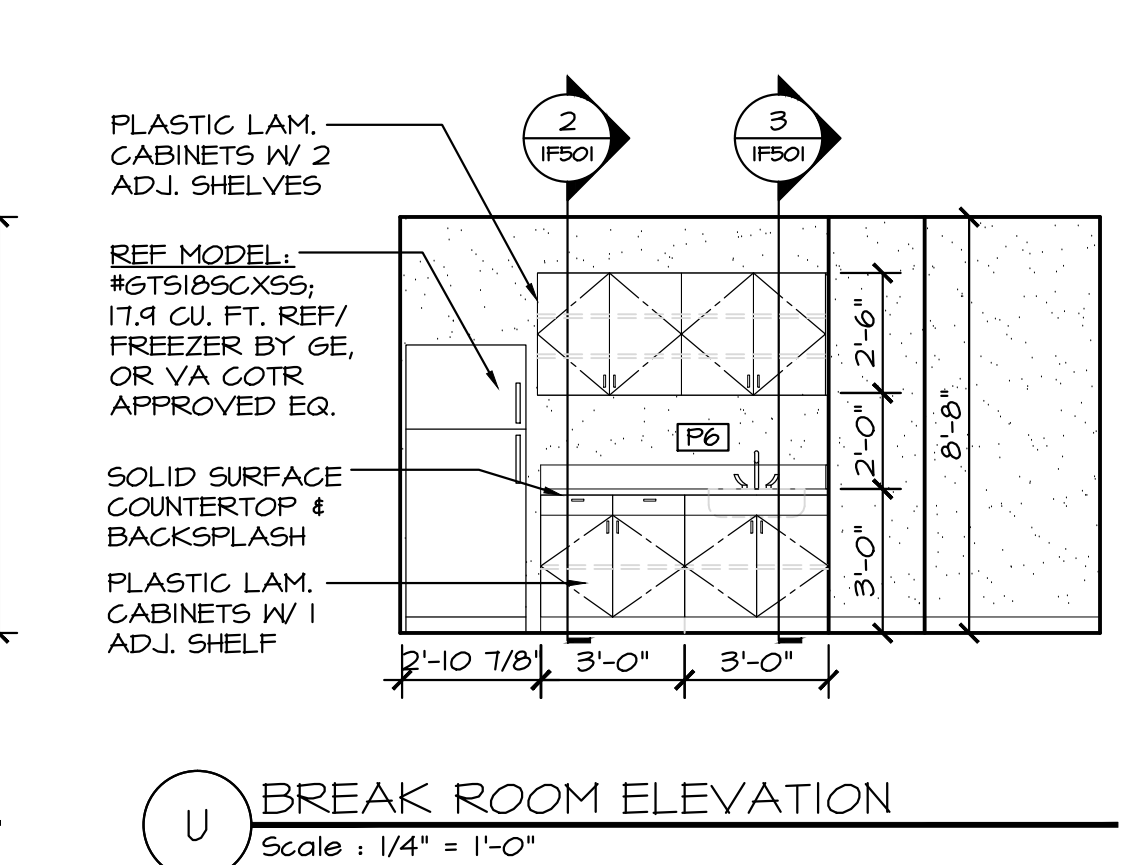 2
IF501
3
IF501
PLASTIC LAM.
CABINETS W/ 2
ADJ. SHELVES
REF MODEL:
#GTS18SCXSS;
17.9 CU. FT. REF/
FREEZER BY GE,
OR VA COTR
APPROVED EQ.
SOLID SURFACE
COUNTERTOP &
BACKSPLASH
PLASTIC LAM.
CABINETS W/ 1
ADJ. SHELF
P6
2'-6"
2'-0"
3'-0"
8'-8"
2'-10 7/8"
3'-0"
3'-0"
U
BREAK ROOM ELEVATION
Scale : 1/4" = 1'-0"